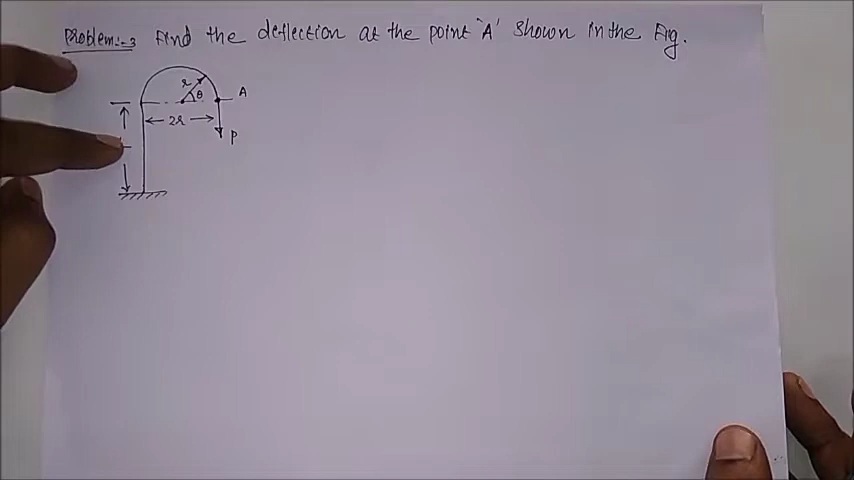 Problem:-3 Find the deflection at the point 'A' shown in the Fig.
r
θ
A
2r
P